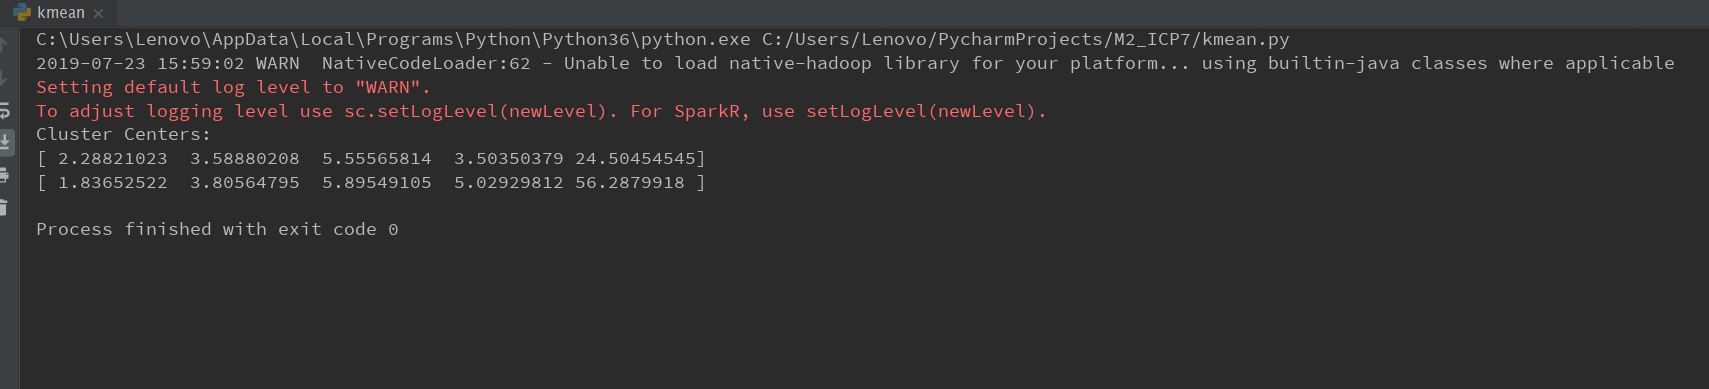 kmean
C:\Users\Lenovo\AppData\Local\Programs\Python\Python36\python.exe C:/Users/Lenovo/PycharmProjects/M2_ICP7/kmean.py
2019-07-23 15:59:02 WARN  NativeCodeLoader:62 - Unable to load native-hadoop library for your platform... using builtin-java classes where applicable
Setting default log level to "WARN".
To adjust logging level use sc.setLogLevel(newLevel). For SparkR, use setLogLevel(newLevel).
Cluster Centers:
[ 2.28821023  3.58880208  5.55565814  3.50350379 24.50454545]
[ 1.83652522  3.80564795  5.89549105  5.02929812 56.2879918 ]
Process finished with exit code 0